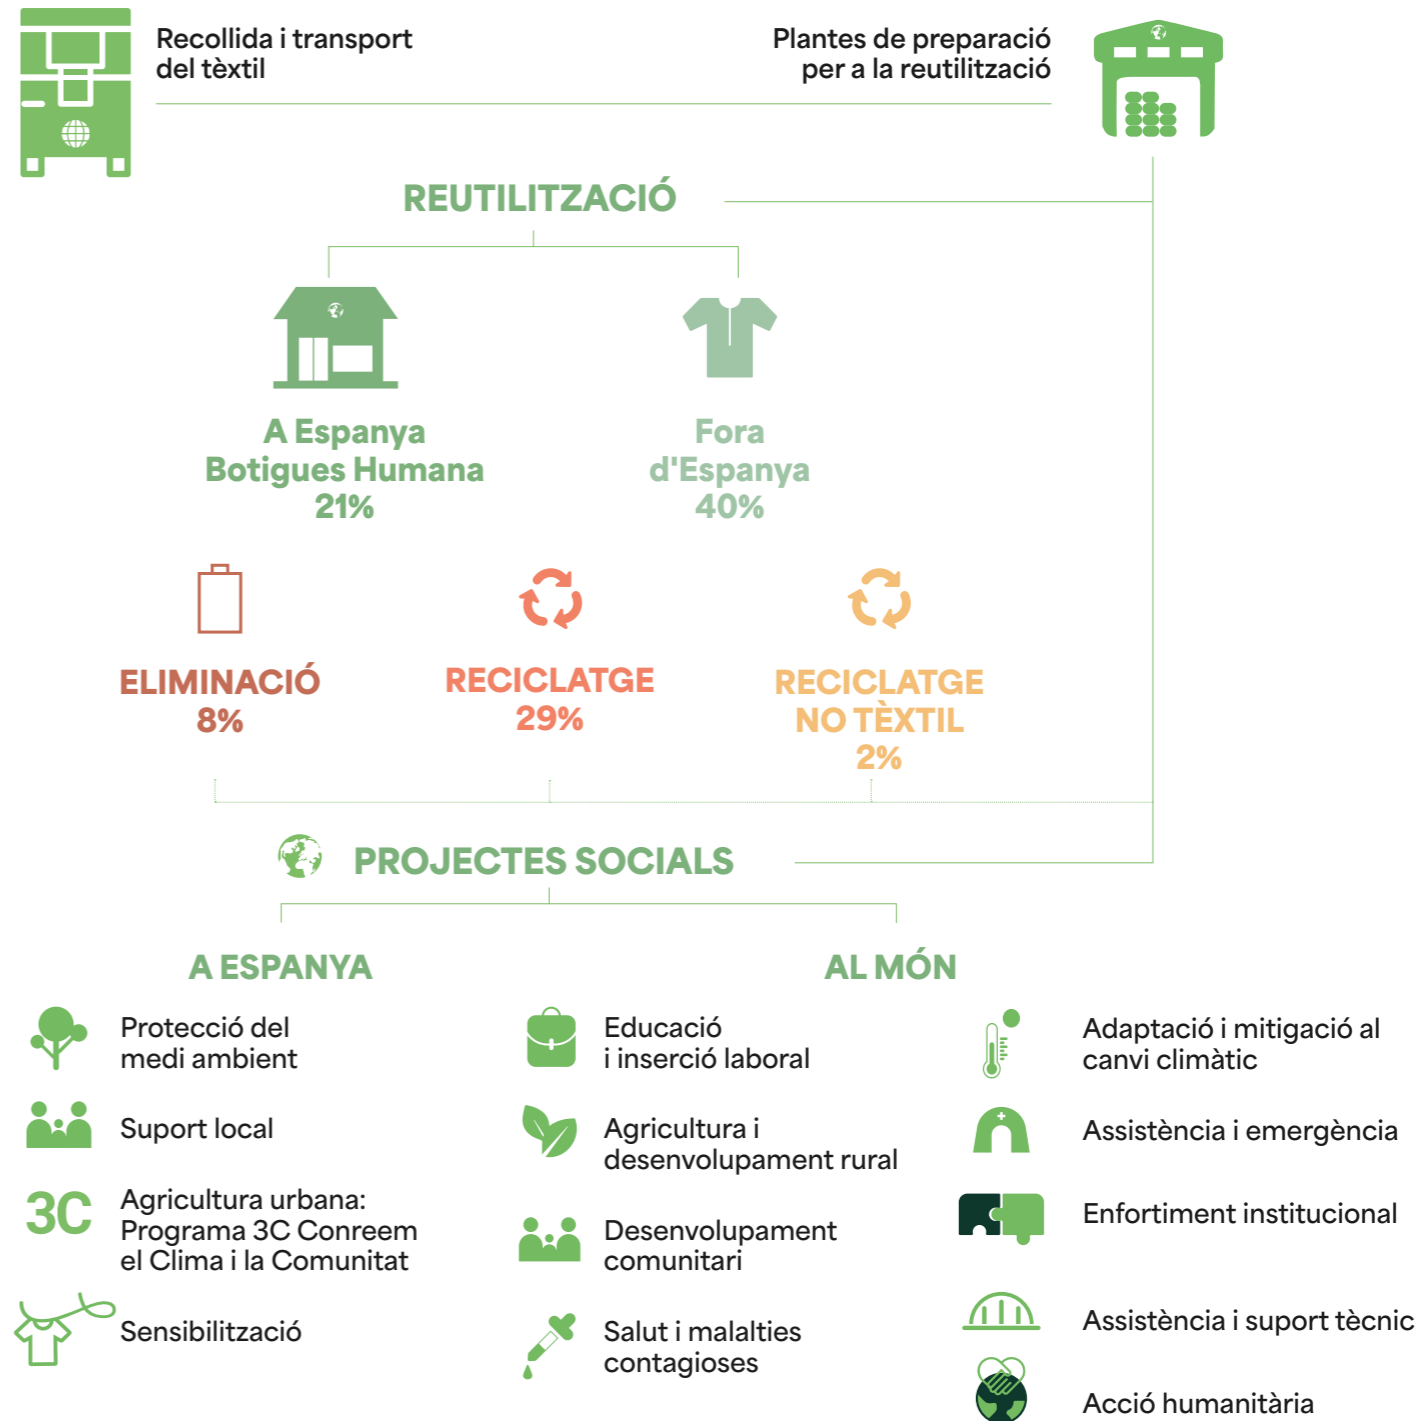 Recollida i transport
del tèxtil
Plantes de preparació
per a la reutilització
REUTILITZACIÓ
A Espanya
Botigues Humana
21%
Fora
d'Espanya
40%
ELIMINACIÓ
8%
RECICLATGE
29%
RECICLATGE
NO TÈXTIL
2%
PROJECTES SOCIALS
A ESPANYA
Protecció del
medi ambient
Suport local
3C
Agricultura urbana:
Programa 3C Conreem
el Clima i la Comunitat
Sensibilització
AL MÓN
Educació
i inserció laboral
Agricultura i
desenvolupament rural
Desenvolupament
comunitari
Salut i malalties
contagioses
Adaptació i mitigació al
canvi climàtic
Assistència i emergència
Enfortiment institucional
Assistència i suport tècnic
Acció humanitària